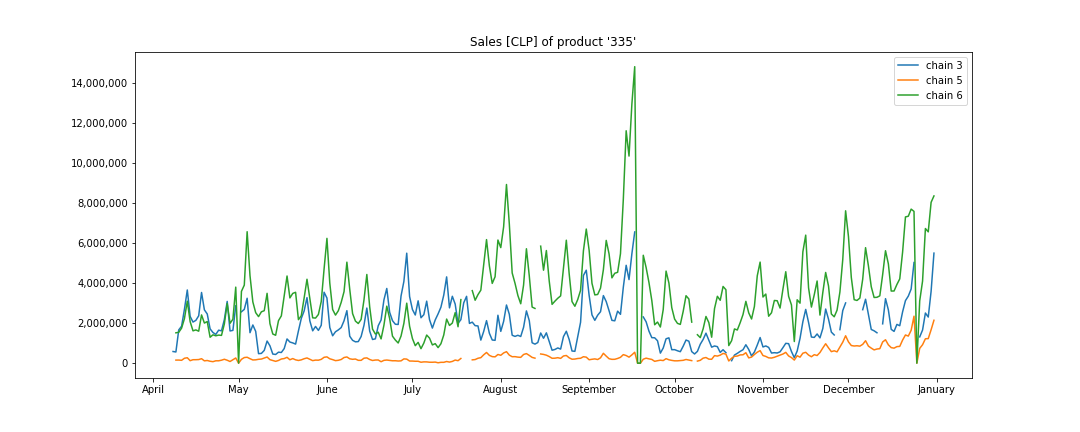 Sales [CLP] of product '335'
chain 3
chain 5
chain 6
14,000,000
12,000,000
10,000,000
8,000,000
6,000,000
4,000,000
2,000,000
0
April May June July August September October November December January